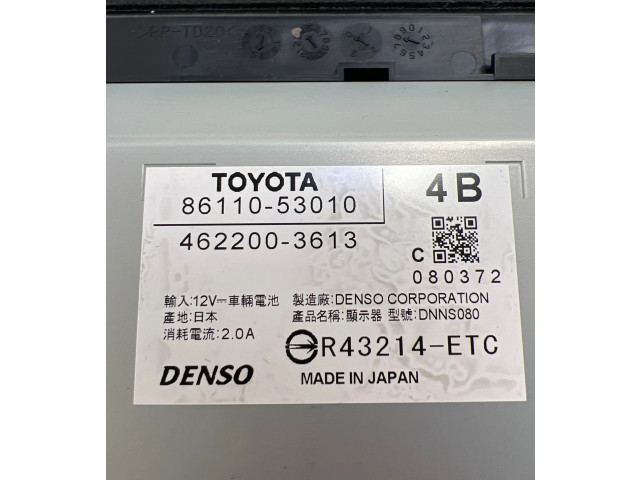 >PP-TD20<
TOYOTA
86110-53010
462200-3613
4B
C
080372
輸入:12V⎓車輛電池
產地:日本
消耗電流:2.0A
製造廠:DENSO CORPORATION
產品名稱:顯示器 型號:DNNS080
R43214-ETC
DENSO
MADE IN JAPAN